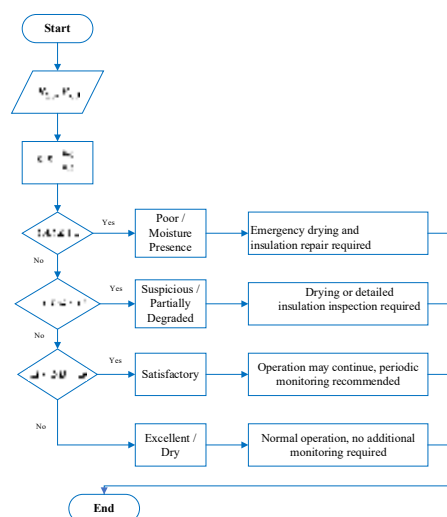 Start
Yes
Poor /
Moisture
Presence
Emergency drying and
insulation repair required
No
Yes
Suspicious /
Partially
Degraded
Drying or detailed
insulation inspection required
No
Yes
Satisfactory
Operation may continue, periodic
monitoring recommended
No
Excellent /
Dry
Normal operation, no additional
monitoring required
End